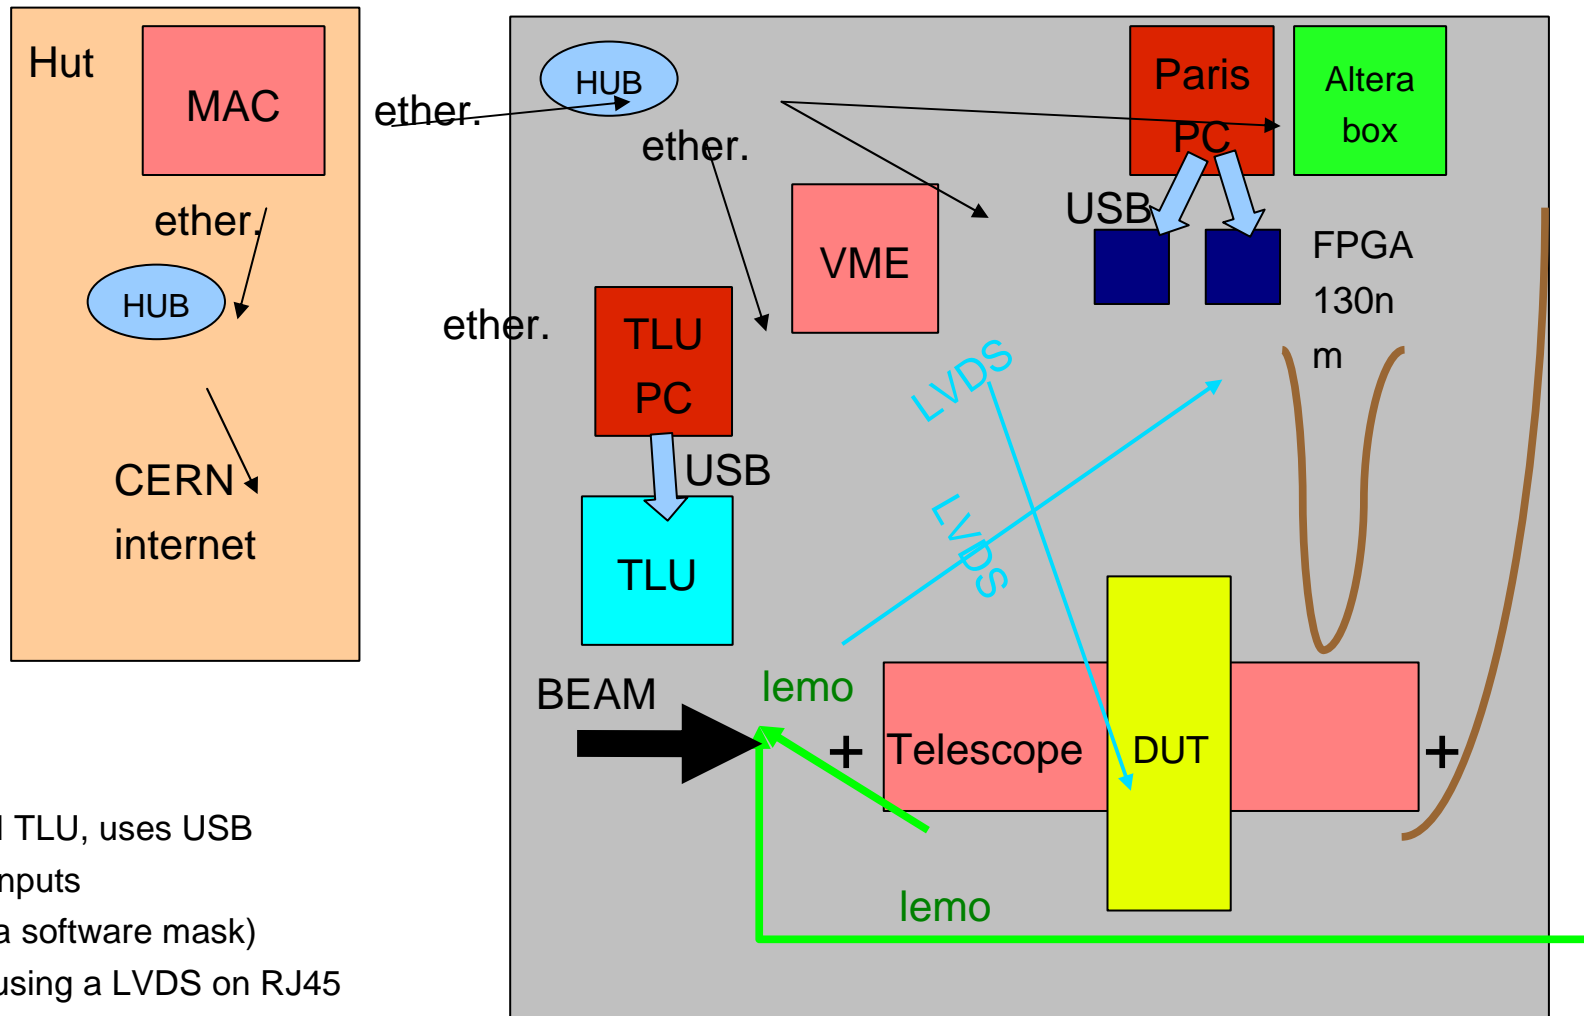 Hut
MAC
ether.
HUB
CERN
internet
ether.
HUB
ether.
Paris
PC
Altera
box
USB
VME
FPGA
130n
m
ether.
TLU
PC
USB
TLU
LVDS
LVDS
BEAM
lemo
+
Telescope
DUT
+
lemo
TLU, uses USB
nputs
a software mask)
using a LVDS on RJ45